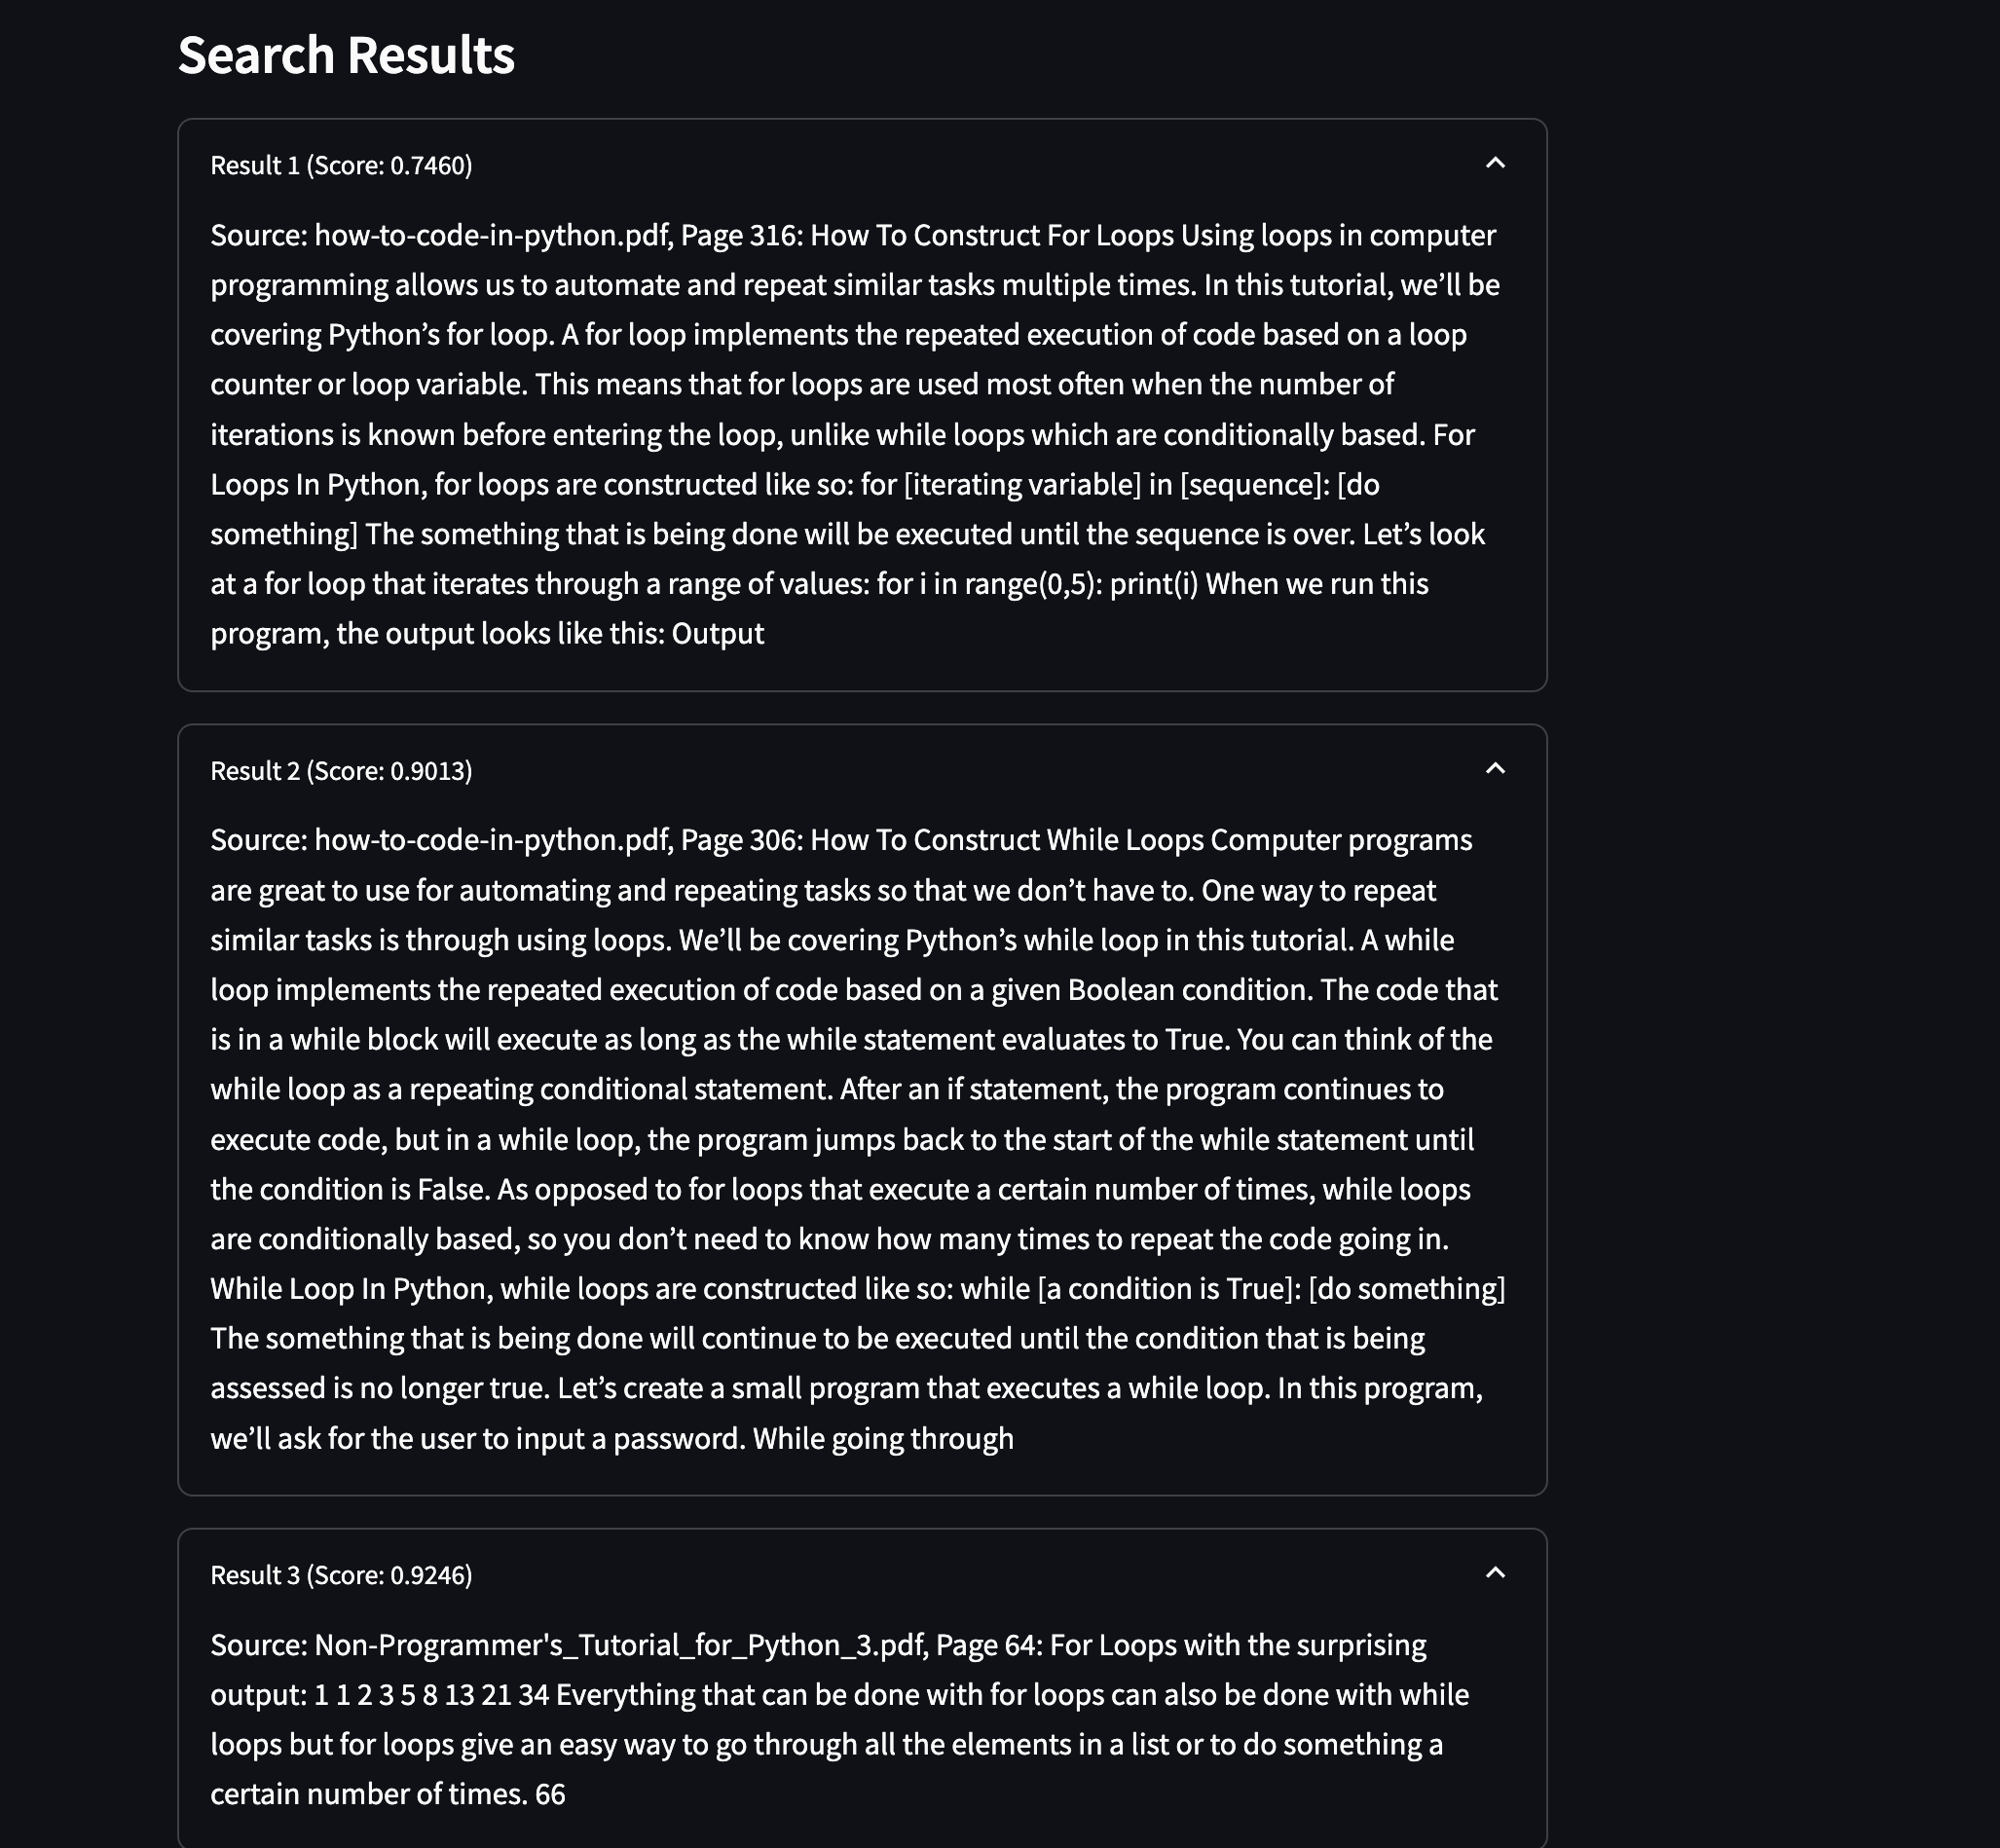 Search Results
Result 1 (Score: 0.7460)
Source: how-to-code-in-python.pdf, Page 316: How To Construct For Loops Using loops in computer
programming allows us to automate and repeat similar tasks multiple times. In this tutorial, we’ll be
covering Python’s for loop. A for loop implements the repeated execution of code based on a loop
counter or loop variable. This means that for loops are used most often when the number of
iterations is known before entering the loop, unlike while loops which are conditionally based. For
Loops In Python, for loops are constructed like so: for [iterating variable] in [sequence]: [do
something] The something that is being done will be executed until the sequence is over. Let’s look
at a for loop that iterates through a range of values: for i in range(0,5): print(i) When we run this
program, the output looks like this: Output
Result 2 (Score: 0.9013)
Source: how-to-code-in-python.pdf, Page 306: How To Construct While Loops Computer programs
are great to use for automating and repeating tasks so that we don’t have to. One way to repeat
similar tasks is through using loops. We’ll be covering Python’s while loop in this tutorial. A while
loop implements the repeated execution of code based on a given Boolean condition. The code that
is in a while block will execute as long as the while statement evaluates to True. You can think of the
while loop as a repeating conditional statement. After an if statement, the program continues to
execute code, but in a while loop, the program jumps back to the start of the while statement until
the condition is False. As opposed to for loops that execute a certain number of times, while loops
are conditionally based, so you don’t need to know how many times to repeat the code going in.
While Loop In Python, while loops are constructed like so: while [a condition is True]: [do something]
The something that is being done will continue to be executed until the condition that is being
assessed is no longer true. Let’s create a small program that executes a while loop. In this program,
we’ll ask for the user to input a password. While going through
Result 3 (Score: 0.9246)
Source: Non-Programmer's_Tutorial_for_Python_3.pdf, Page 64: For Loops with the surprising
output: 1 1 2 3 5 8 13 21 34 Everything that can be done with for loops can also be done with while
loops but for loops give an easy way to go through all the elements in a list or to do something a
certain number of times. 66